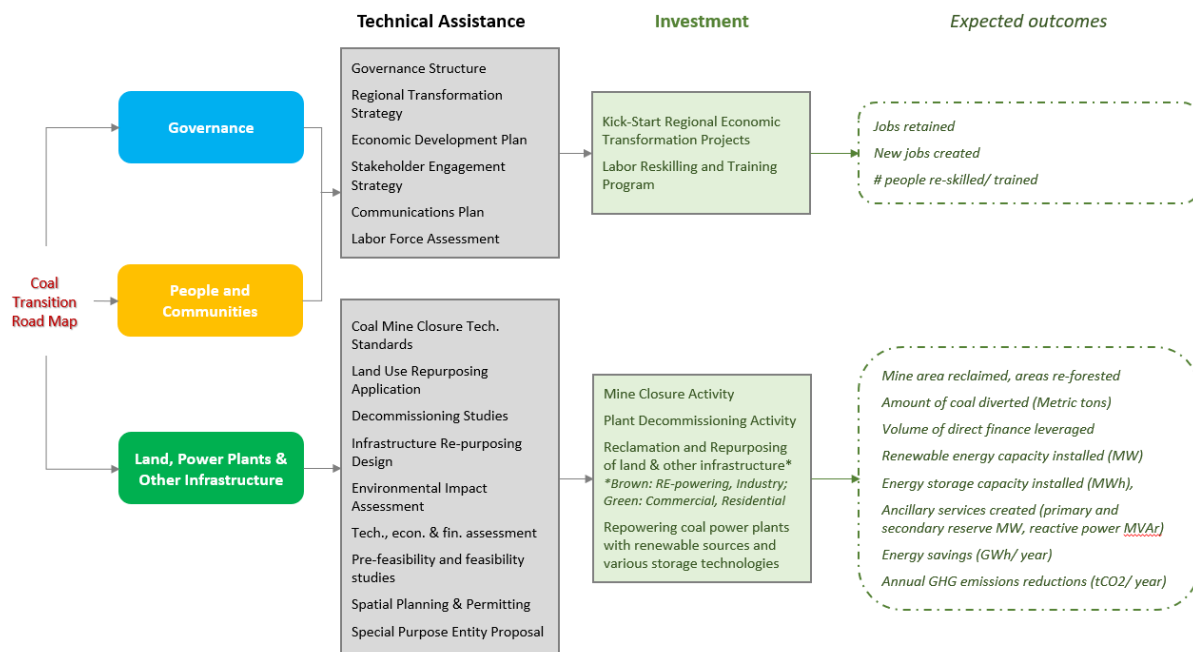 Technical Assistance
Investment
Expected outcomes
Coal
Transition
Road Map
Governance
People and
Communities
Land, Power Plants &
Other Infrastructure
Governance Structure
Regional Transformation
Strategy
Economic Development Plan
Stakeholder Engagement
Strategy
Communications Plan
Labor Force Assessment
Kick-Start Regional Economic
Transformation Projects
Labor Reskilling and Training
Program
Jobs retained
New jobs created
# people re-skilled/ trained
Coal Mine Closure Tech.
Standards
Land Use Repurposing
Application
Decommissioning Studies
Infrastructure Re-purposing
Design
Environmental Impact
Assessment
Tech., econ. & fin. assessment
Pre-feasibility and feasibility
studies
Spatial Planning & Permitting
Special Purpose Entity Proposal
Mine Closure Activity
Plant Decommissioning Activity
Reclamation and Repurposing
of land & other infrastructure*
*Brown: RE-powering, Industry;
Green: Commercial, Residential
Repowering coal power plants
with renewable sources and
various storage technologies
Mine area reclaimed, areas re-forested
Amount of coal diverted (Metric tons)
Volume of direct finance leveraged
Renewable energy capacity installed (MW)
Energy storage capacity installed (MWh),
Ancillary services created (primary and
secondary reserve MW, reactive power MVAr)
Energy savings (GWh/ year)
Annual GHG emissions reductions (tCO2/ year)